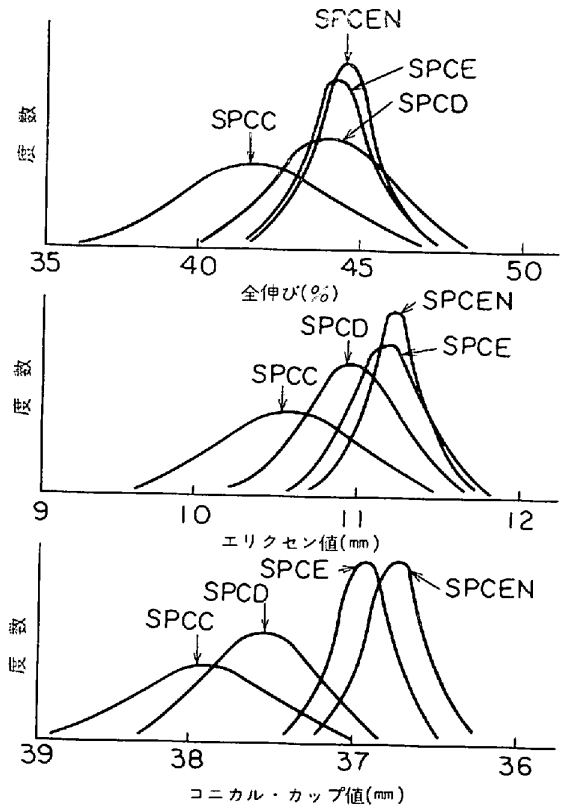 SPCEN
SPCE
SPCD
SPCC
度数
35 40 45 50
全伸び(%)
SPCEN
SPCD
SPCE
SPCC
度数
9 10 11 12
エリクセン値(mm)
SPCE
SPCEN
SPCD
SPCC
度数
39 38 37 36
コニカル・カップ値(mm)